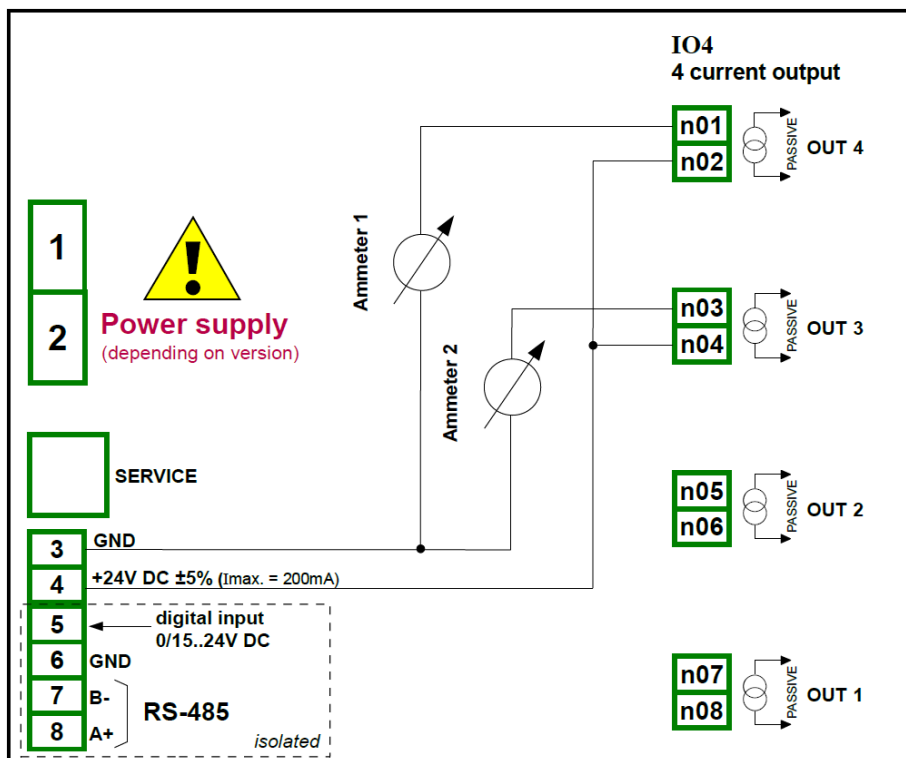 IO4
4 current output
n01
n02
PASSIVE
OUT 4
Ammeter 1
1
2
Power supply
(depending on version)
n03
n04
PASSIVE
OUT 3
Ammeter 2
SERVICE
n05
n06
PASSIVE
OUT 2
3 GND
4 +24V DC ±5% (Imax. = 200mA)
5 digital input
0/15..24V DC
6 GND
7 B-
RS-485
8 A+
isolated
n07
n08
PASSIVE
OUT 1